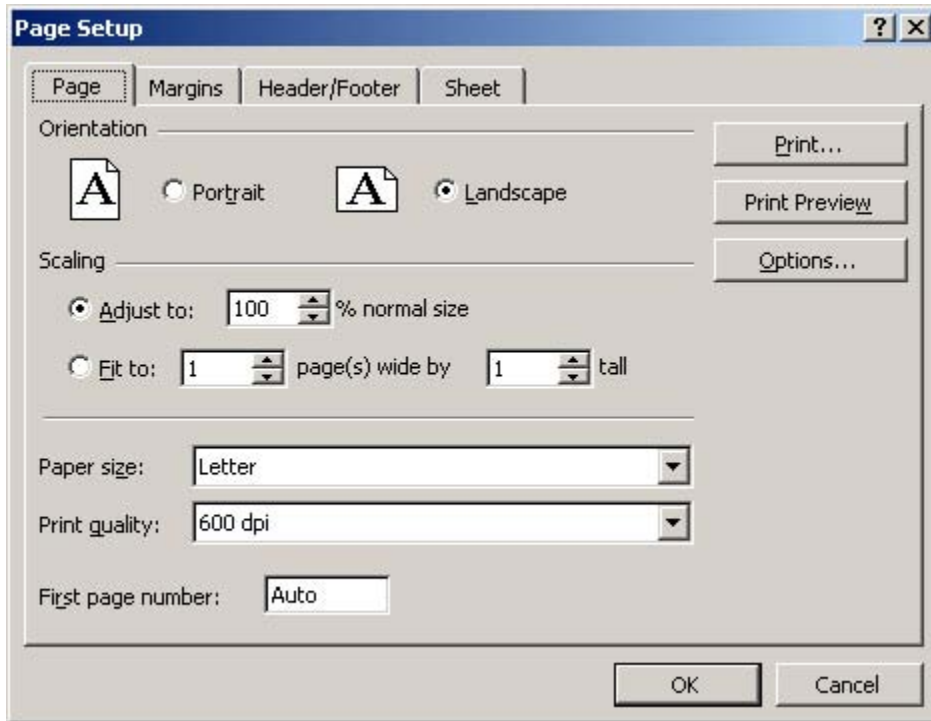 Page Setup
Page Margins Header/Footer Sheet
Orientation
Print...
A Portrait A Landscape
Print Preview
Scaling
Options...
Adjust to: 100 % normal size
Fit to: 1 page(s) wide by 1 tall
Paper size: Letter
Print quality: 600 dpi
First page number: Auto
OK Cancel